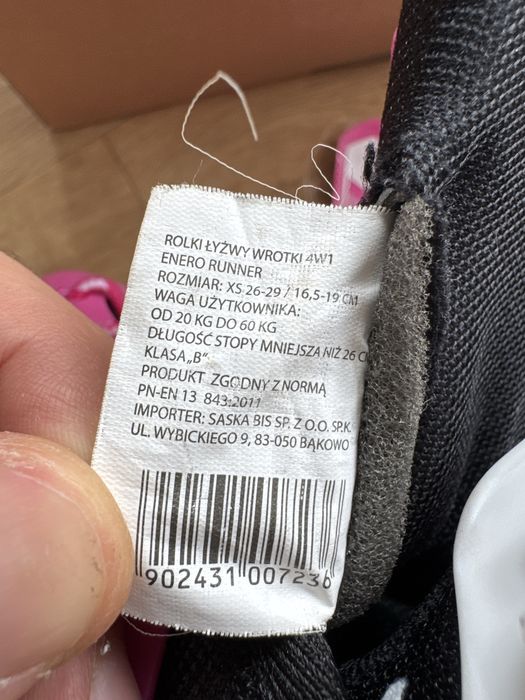 ROLKI ŁYŻWY WROTKI 4W1
ENERO RUNNER
ROZMIAR: XS 26-29 / 16,5-19 CM
WAGA UŻYTKOWNIKA:
OD 20 KG DO 60 KG
DŁUGOŚĆ STOPY MNIEJSZA NIŻ 26 C
KLASA „B"
PRODUKT ZGODNY Z NORMĄ
PN-EN 13 843:2011
IMPORTER: SASKA BIS SP. Z O.O. SP.K.
UL. WYBICKIEGO 9, 83-050 BĄKOWO
902431 007236